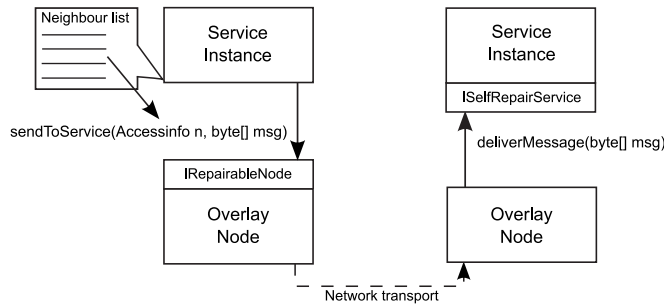 Neighbour list
Service
Instance
Service
Instance
ISelfRepairService
sendToService(Accessinfo n, byte[] msg)
deliverMessage(byte[] msg)
IRepairableNode
Overlay
Node
Overlay
Node
Network transport